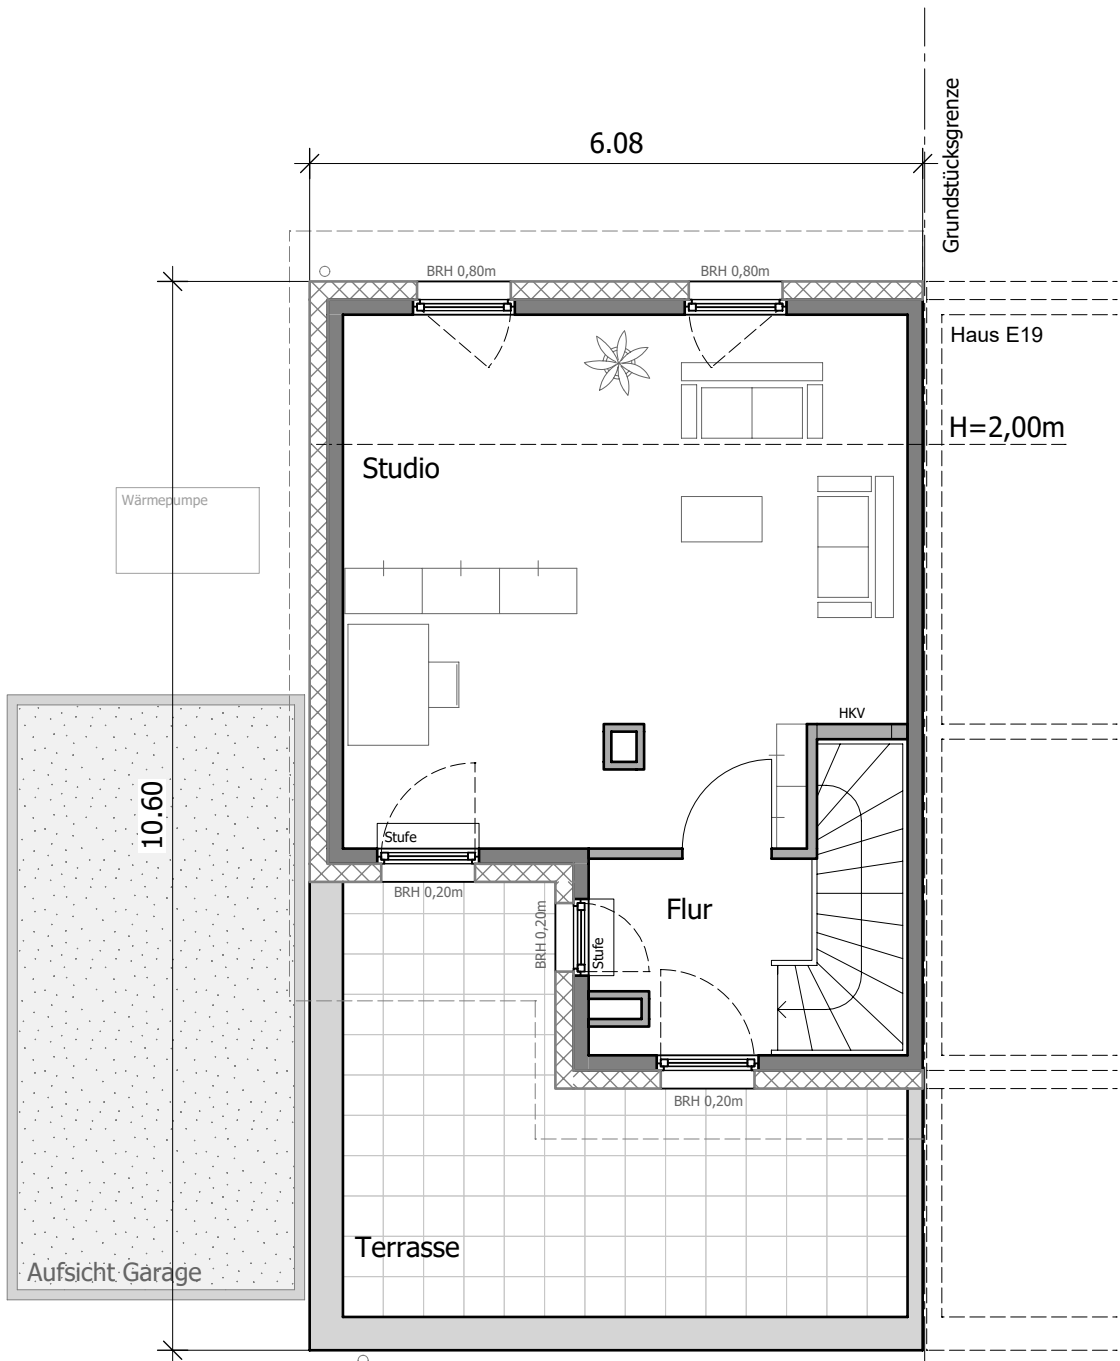 6.08
Grundstücksgrenze
BRH 0,80m
BRH 0,80m
Haus E19
H=2,00m
Studio
Wärmepumpe
HKV
10.60
Stufe
BRH 0,20m
BRH 0,20m
Stufe
Flur
BRH 0,20m
Terrasse
Aufsicht Garage